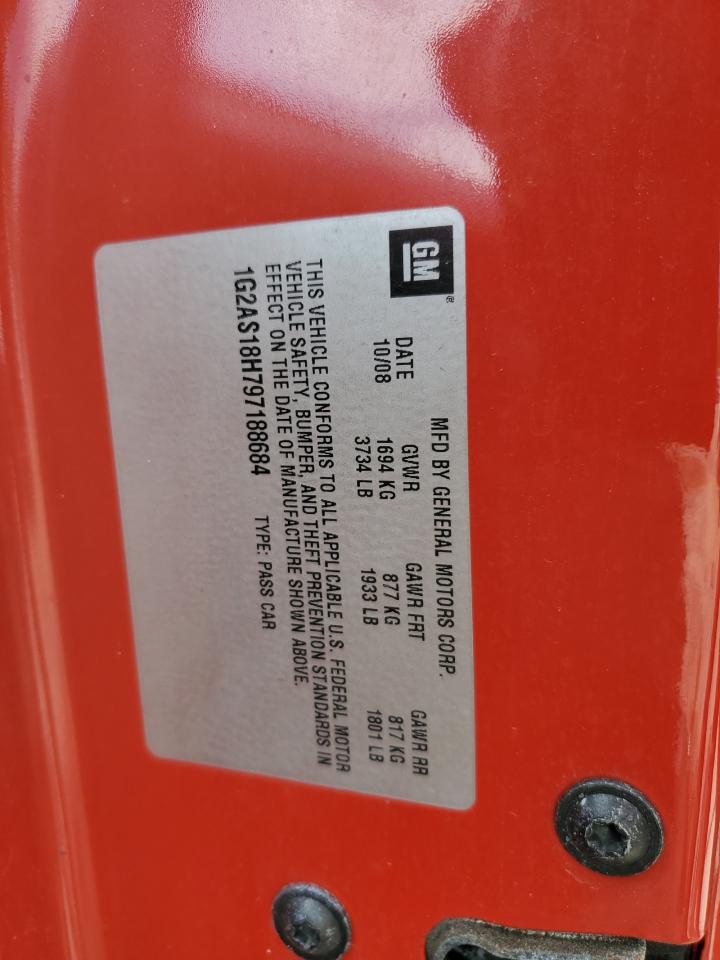 GM®
MFD BY GENERAL MOTORS CORP.
DATE GVWR GAWR FRT GAWR RR
10/08 1694 KG 877 KG 817 KG
3734 LB 1933 LB 1801 LB
THIS VEHICLE CONFORMS TO ALL APPLICABLE U.S. FEDERAL MOTOR
VEHICLE SAFETY, BUMPER, AND THEFT PREVENTION STANDARDS IN
EFFECT ON THE DATE OF MANUFACTURE SHOWN ABOVE.
1G2AS18H797188684 TYPE: PASS CAR